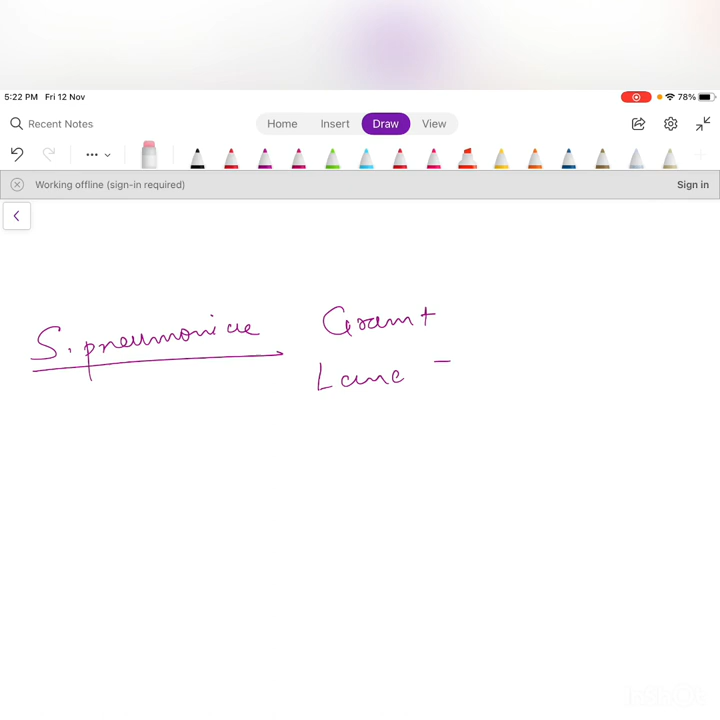 5:22 PM Fri 12 Nov 78%
Recent Notes Home Insert Draw View
Working offline (sign-in required) Sign in
S. pneumoniae Gram+
Lanc -